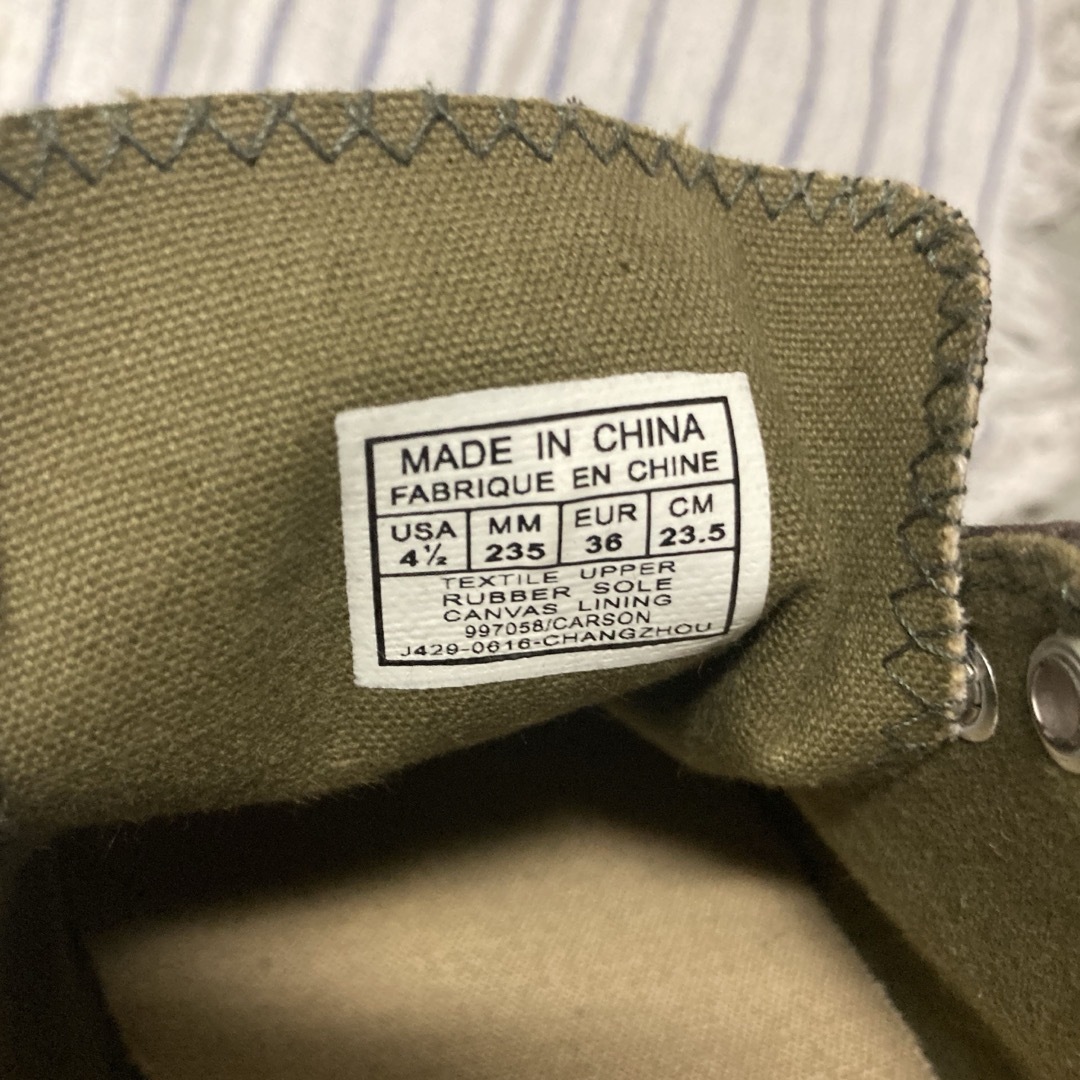 MADE IN CHINA
FABRIQUE EN CHINE
USA MM EUR CM
4½ 235 36 23.5
TEXTILE UPPER
RUBBER SOLE
CANVAS LINING
997058/CARSON
J429-0616-CHANGZHOU